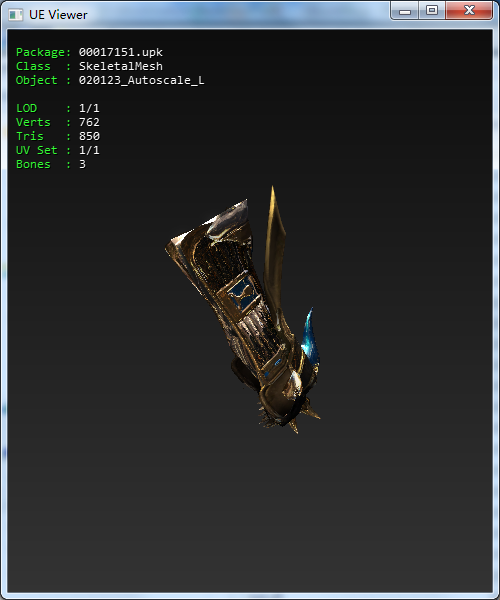 UE Viewer
Package: 00017151.upk
Class  : SkeletalMesh
Object : 020123_Autoscale_L
LOD    : 1/1
Verts  : 762
Tris   : 850
UV Set : 1/1
Bones  : 3